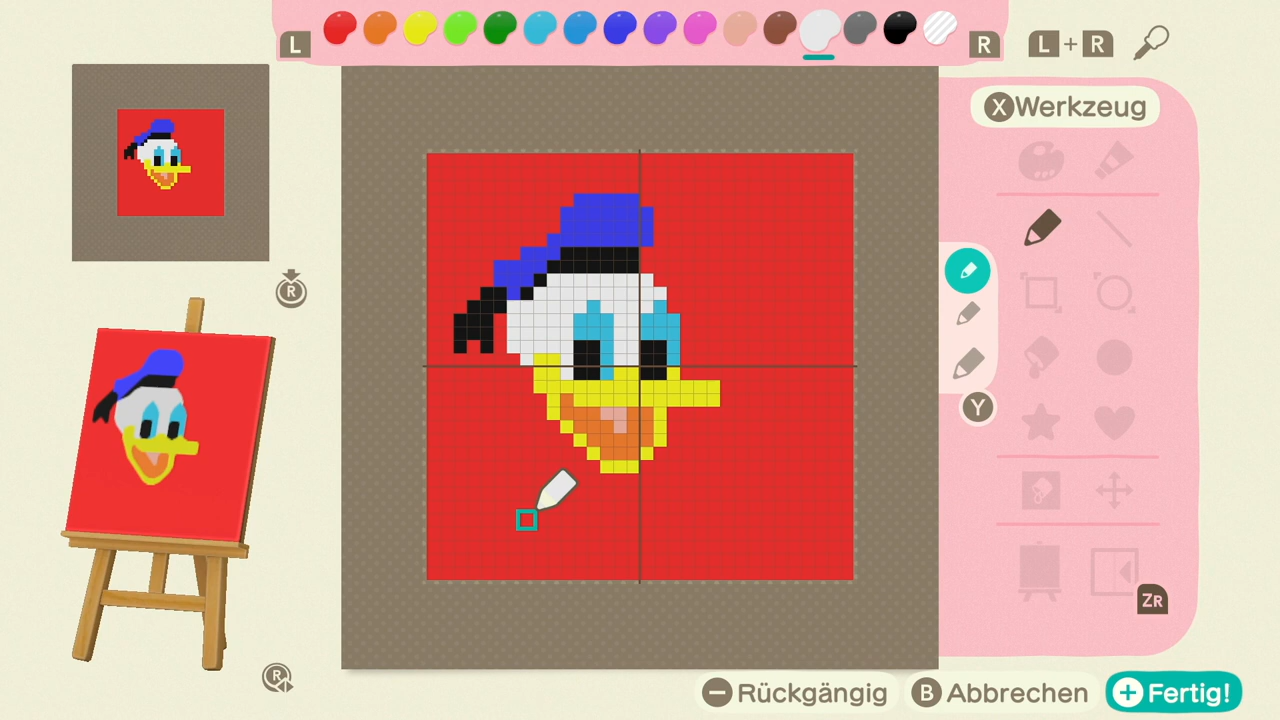 L
R
L+R
X Werkzeug
R
Y
ZR
R
− Rückgängig
B Abbrechen
+ Fertig!